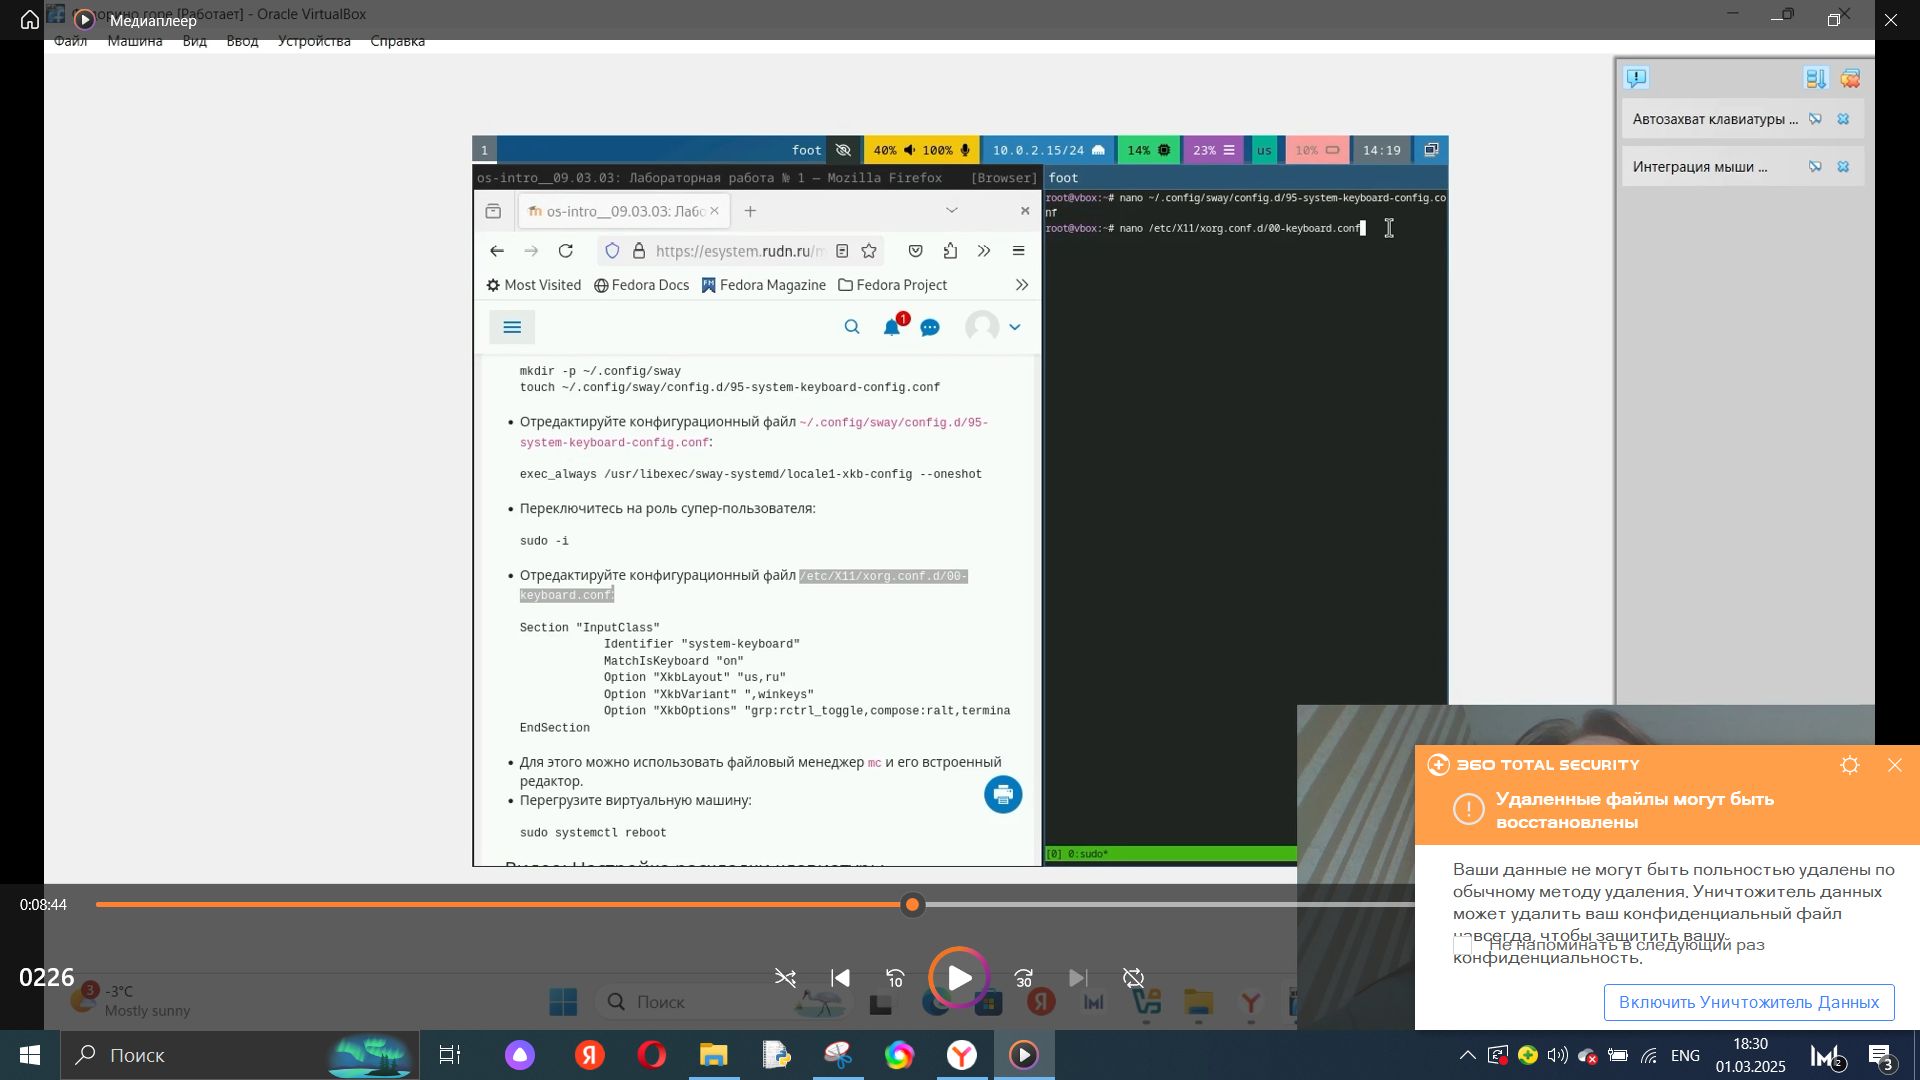 Медиаплеер
горе [Работает] - Oracle VirtualBox
Файл Машина Вид Ввод Устройства Справка
Автозахват клавиатуры ...
Интеграция мыши ...
1 foot 40% 100% 10.0.2.15/24 14% 23% us 10% 14:19
os-intro__09.03.03: Лабораторная работа № 1 — Mozilla Firefox [Browser]
foot
os-intro__09.03.03: Лабо
https://esystem.rudn.ru/m
Most Visited Fedora Docs Fedora Magazine Fedora Project
1
mkdir -p ~/.config/sway
touch ~/.config/sway/config.d/95-system-keyboard-config.conf
• Отредактируйте конфигурационный файл ~/.config/sway/config.d/95-
system-keyboard-config.conf:
exec_always /usr/libexec/sway-systemd/locale1-xkb-config --oneshot
• Переключитесь на роль супер-пользователя:
sudo -i
• Отредактируйте конфигурационный файл /etc/X11/xorg.conf.d/00-
keyboard.conf:
Section "InputClass"
Identifier "system-keyboard"
MatchIsKeyboard "on"
Option "XkbLayout" "us,ru"
Option "XkbVariant" ",winkeys"
Option "XkbOptions" "grp:rctrl_toggle,compose:ralt,termina
EndSection
• Для этого можно использовать файловый менеджер mc и его встроенный
редактор.
• Перегрузите виртуальную машину:
sudo systemctl reboot
root@vbox:~# nano ~/.config/sway/config.d/95-system-keyboard-config.co
nf
root@vbox:~# nano /etc/X11/xorg.conf.d/00-keyboard.conf
[0] 0:sudo*
360 TOTAL SECURITY
Удаленные файлы могут быть
восстановлены
Ваши данные не могут быть польностью удалены по
обычному методу удаления. Уничтожитель данных
может удалить ваш конфиденциальный файл
навсегда, чтобы защитить вашу
Не напоминать в следующий раз
конфиденциальность.
Включить Уничтожитель Данных
0:08:44
0226
10
30
3
-3°C
Mostly sunny
Поиск
Поиск
ENG
18:30
01.03.2025
2
3